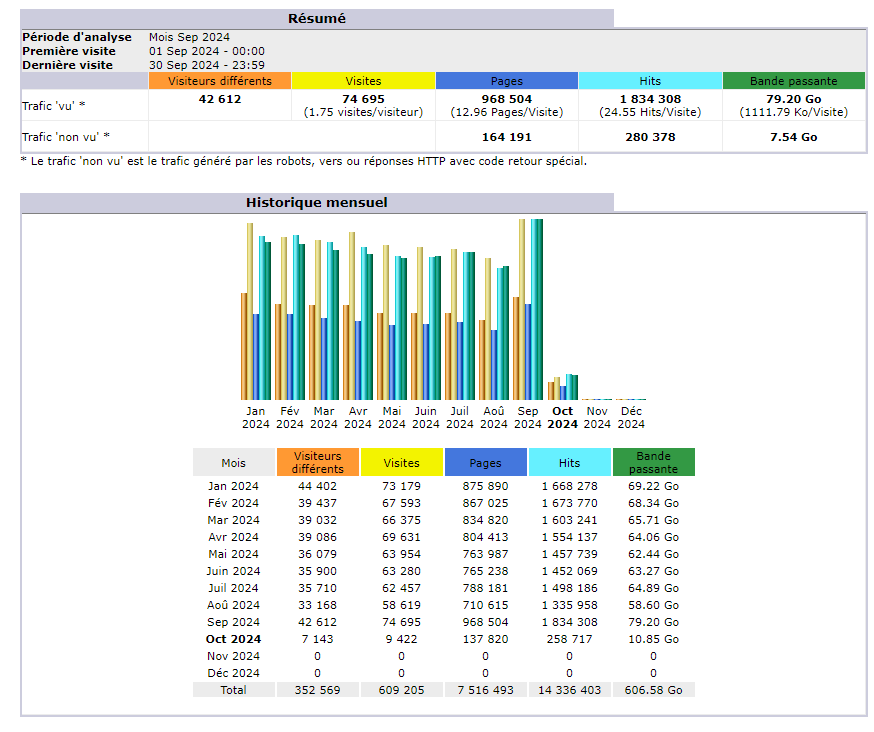 Résumé
Période d'analyse Mois Sep 2024
Première visite 01 Sep 2024 - 00:00
Dernière visite 30 Sep 2024 - 23:59
Visiteurs différents Visites Pages Hits Bande passante
Trafic 'vu' * 42 612 74 695 968 504 1 834 308 79.20 Go
(1.75 visites/visiteur) (12.96 Pages/Visite) (24.55 Hits/Visite) (1111.79 Ko/Visite)
Trafic 'non vu' * 164 191 280 378 7.54 Go
* Le trafic 'non vu' est le trafic généré par les robots, vers ou réponses HTTP avec code retour spécial.
Historique mensuel
Jan Fév Mar Avr Mai Juin Juil Aoû Sep Oct Nov Déc
2024 2024 2024 2024 2024 2024 2024 2024 2024 2024 2024 2024
Mois Visiteurs différents Visites Pages Hits Bande passante
Jan 2024 44 402 73 179 875 890 1 668 278 69.22 Go
Fév 2024 39 437 67 593 867 025 1 673 770 68.34 Go
Mar 2024 39 032 66 375 834 820 1 603 241 65.71 Go
Avr 2024 39 086 69 631 804 413 1 554 137 64.06 Go
Mai 2024 36 079 63 954 763 987 1 457 739 62.44 Go
Juin 2024 35 900 63 280 765 238 1 452 069 63.27 Go
Juil 2024 35 710 62 457 788 181 1 498 186 64.89 Go
Aoû 2024 33 168 58 619 710 615 1 335 958 58.60 Go
Sep 2024 42 612 74 695 968 504 1 834 308 79.20 Go
Oct 2024 7 143 9 422 137 820 258 717 10.85 Go
Nov 2024 0 0 0 0 0
Déc 2024 0 0 0 0 0
Total 352 569 609 205 7 516 493 14 336 403 606.58 Go